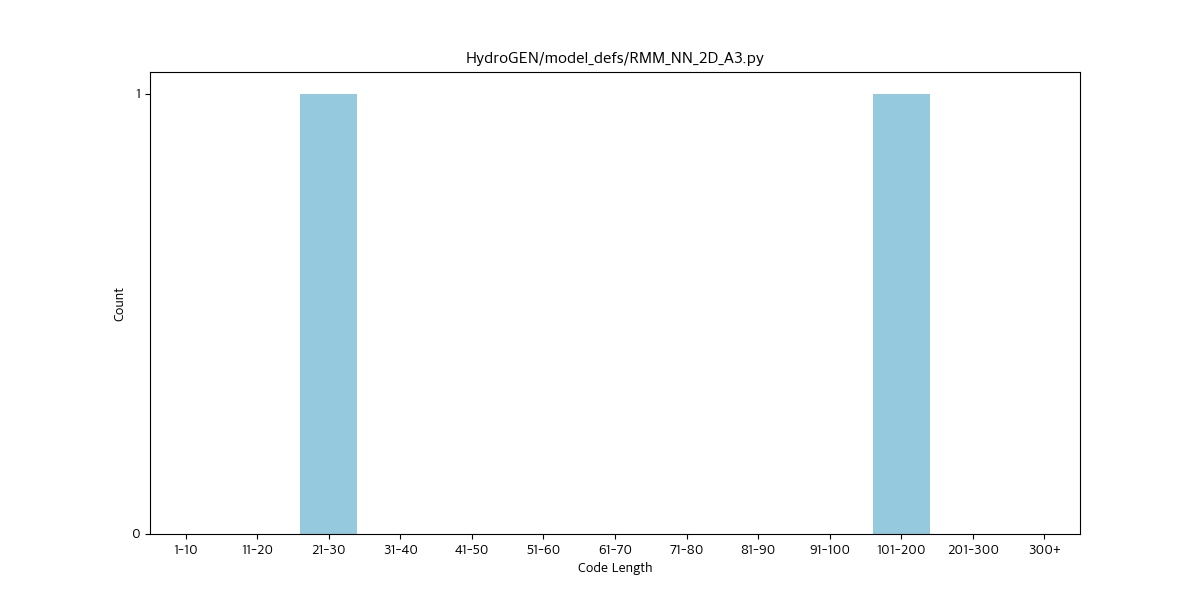 HydroGEN/model_defs/RMM_NN_2D_A3.py
1
Count
0
1-10 11-20 21-30 31-40 41-50 51-60 61-70 71-80 81-90 91-100 101-200 201-300 300+
Code Length